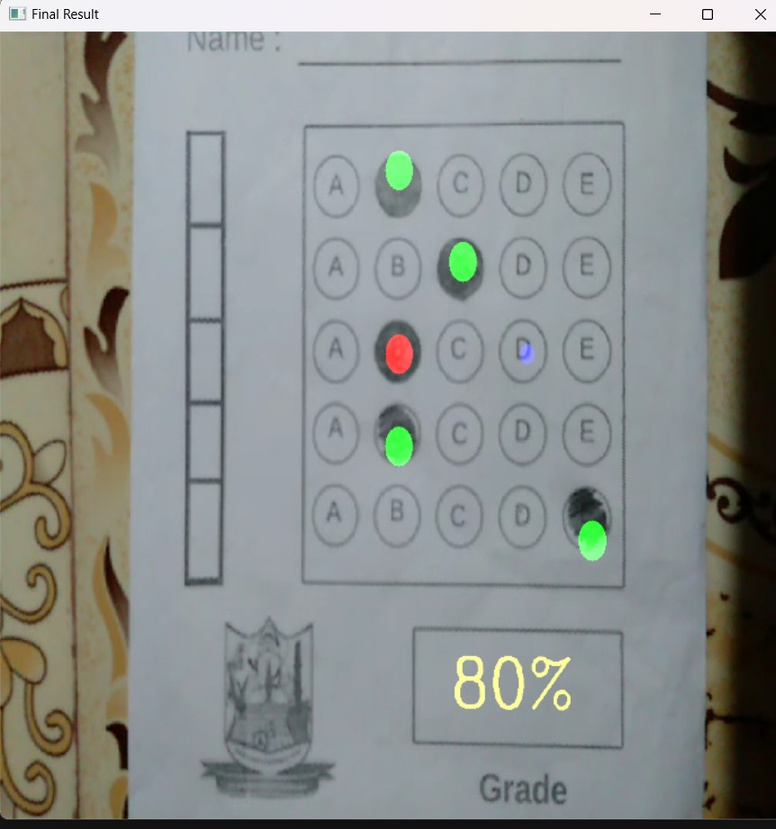 Final Result
Name :
A C D E
A B D E
A C D E
A C D E
A B C D
80%
Grade